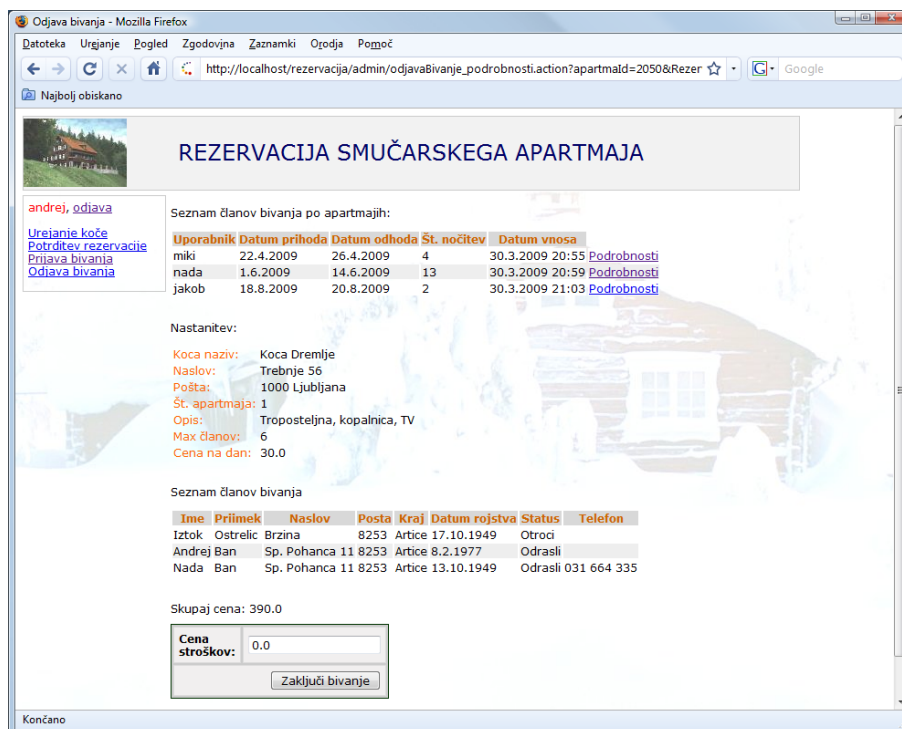 Odjava bivanja - Mozilla Firefox
Datoteka Urejanje Pogled Zgodovina Zaznamki Orodja Pomoč
http://localhost/rezervacija/admin/odjavaBivanje_podrobnosti.action?apartmaId=2050&Rezer
G Google
Najbolj obiskano
REZERVACIJA SMUČARSKEGA APARTMAJA
andrej, odjava
Urejanje koče
Potrditev rezervacije
Prijava bivanja
Odjava bivanja
Seznam članov bivanja po apartmajih:
Uporabnik Datum prihoda Datum odhoda Št. nočitev Datum vnosa
miki 22.4.2009 26.4.2009 4 30.3.2009 20:55 Podrobnosti
nada 1.6.2009 14.6.2009 13 30.3.2009 20:59 Podrobnosti
jakob 18.8.2009 20.8.2009 2 30.3.2009 21:03 Podrobnosti
Nastanitev:
Koca naziv: Koca Dremlje
Naslov: Trebnje 56
Pošta: 1000 Ljubljana
Št. apartmaja: 1
Opis: Troposteljna, kopalnica, TV
Max članov: 6
Cena na dan: 30.0
Seznam članov bivanja
Ime Priimek Naslov Posta Kraj Datum rojstva Status Telefon
Iztok Ostrelic Brzina 8253 Artice 17.10.1949 Otroci
Andrej Ban Sp. Pohanca 11 8253 Artice 8.2.1977 Odrasli
Nada Ban Sp. Pohanca 11 8253 Artice 13.10.1949 Odrasli 031 664 335
Skupaj cena: 390.0
Cena
stroškov: 0.0
Zaključi bivanje
Končano